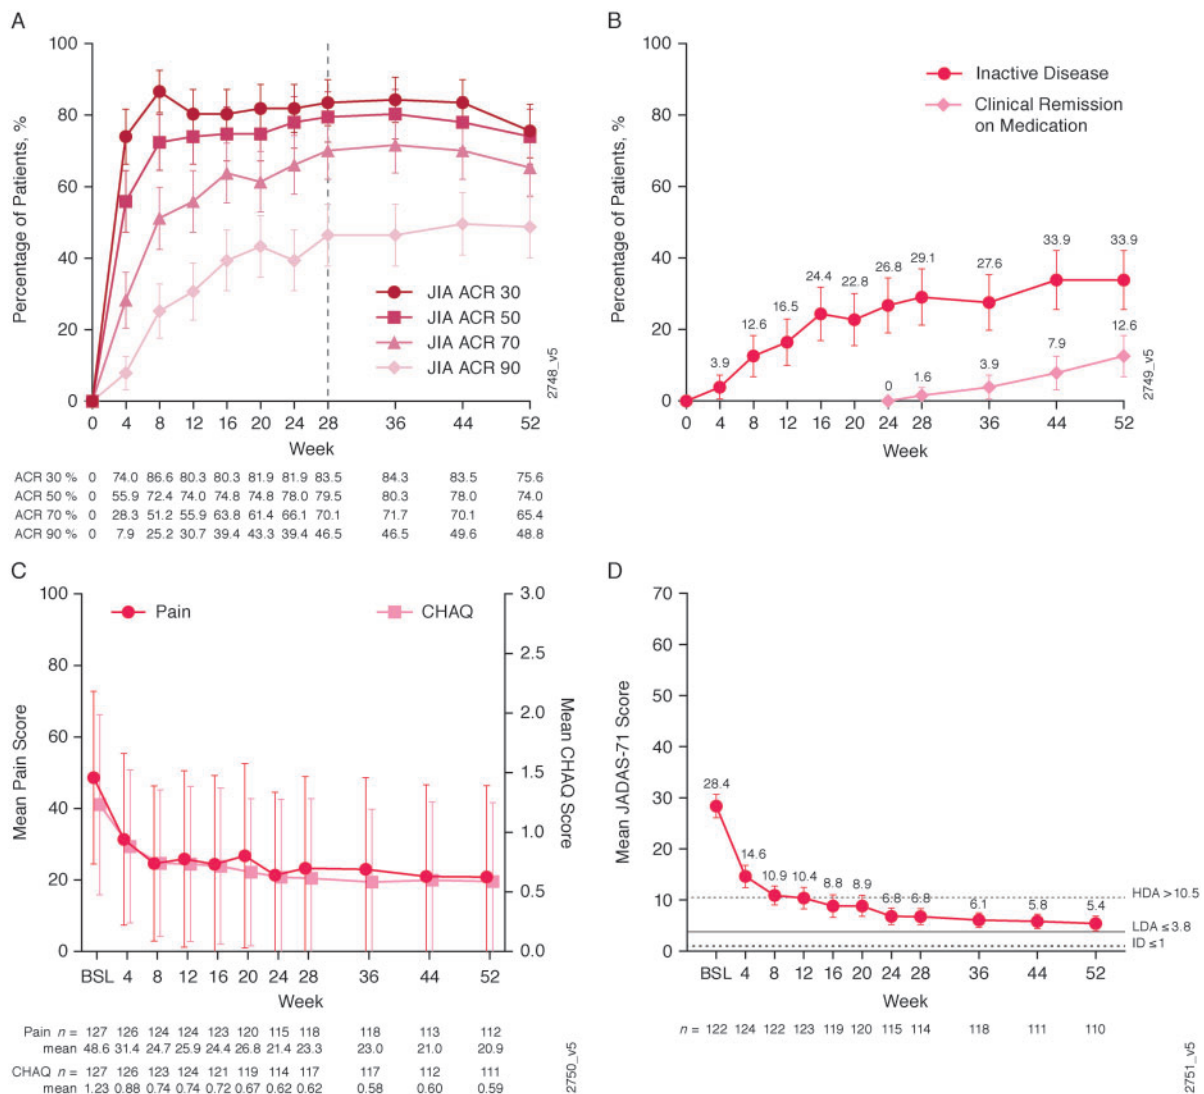 A
100
80
60
40
20
0
Percentage of Patients, %
JIA ACR 30
JIA ACR 50
JIA ACR 70
JIA ACR 90
2748_v5
0 4 8 12 16 20 24 28 36 44 52
Week
ACR 30 % 0 74.0 86.6 80.3 80.3 81.9 81.9 83.5 84.3 83.5 75.6
ACR 50 % 0 55.9 72.4 74.0 74.8 74.8 78.0 79.5 80.3 78.0 74.0
ACR 70 % 0 28.3 51.2 55.9 63.8 61.4 66.1 70.1 71.7 70.1 65.4
ACR 90 % 0 7.9 25.2 30.7 39.4 43.3 39.4 46.5 46.5 49.6 48.8
B
100
80
60
40
20
0
Percentage of Patients, %
Inactive Disease
Clinical Remission
on Medication
3.9 12.6 16.5 24.4 22.8 26.8 29.1 27.6 33.9 33.9
0 1.6 3.9 7.9 12.6
2749_v5
0 4 8 12 16 20 24 28 36 44 52
Week
C
100
80
60
40
20
0
Mean Pain Score
Pain
CHAQ
3.0
2.5
2.0
1.5
1.0
0.5
0.0
Mean CHAQ Score
BSL 4 8 12 16 20 24 28 36 44 52
Week
Pain n = 127 126 124 124 123 120 115 118 118 113 112
mean 48.6 31.4 24.7 25.9 24.4 26.8 21.4 23.3 23.0 21.0 20.9
CHAQ n = 127 126 123 124 121 119 114 117 117 112 111
mean 1.23 0.88 0.74 0.74 0.72 0.67 0.62 0.62 0.58 0.60 0.59
2750_v5
D
70
60
50
40
30
20
10
0
Mean JADAS-71 Score
28.4 14.6 10.9 10.4 8.8 8.9 6.8 6.8 6.1 5.8 5.4
HDA >10.5
LDA ≤3.8
ID ≤1
BSL 4 8 12 16 20 24 28 36 44 52
Week
n = 122 124 122 123 119 120 115 114 118 111 110
2751_v5